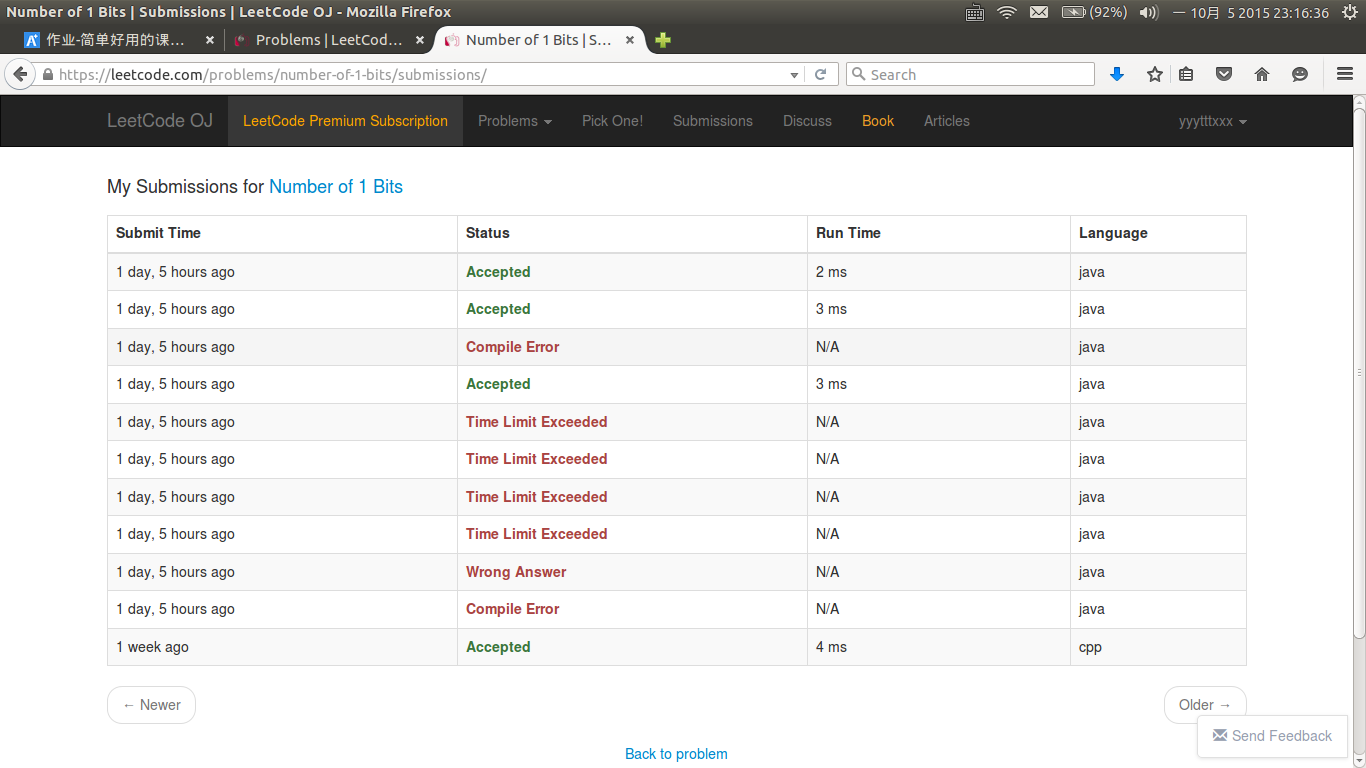 Number of 1 Bits | Submissions | LeetCode OJ - Mozilla Firefox (92%) 一 10月 5 2015 23:16:36
作业-简单好用的课... × Problems | LeetCod... × Number of 1 Bits | S... ×
https://leetcode.com/problems/number-of-1-bits/submissions/ Search
LeetCode OJ LeetCode Premium Subscription Problems Pick One! Submissions Discuss Book Articles yyytttxxx
My Submissions for Number of 1 Bits
Submit Time Status Run Time Language
1 day, 5 hours ago Accepted 2 ms java
1 day, 5 hours ago Accepted 3 ms java
1 day, 5 hours ago Compile Error N/A java
1 day, 5 hours ago Accepted 3 ms java
1 day, 5 hours ago Time Limit Exceeded N/A java
1 day, 5 hours ago Time Limit Exceeded N/A java
1 day, 5 hours ago Time Limit Exceeded N/A java
1 day, 5 hours ago Time Limit Exceeded N/A java
1 day, 5 hours ago Wrong Answer N/A java
1 day, 5 hours ago Compile Error N/A java
1 week ago Accepted 4 ms cpp
← Newer Older →
Send Feedback
Back to problem